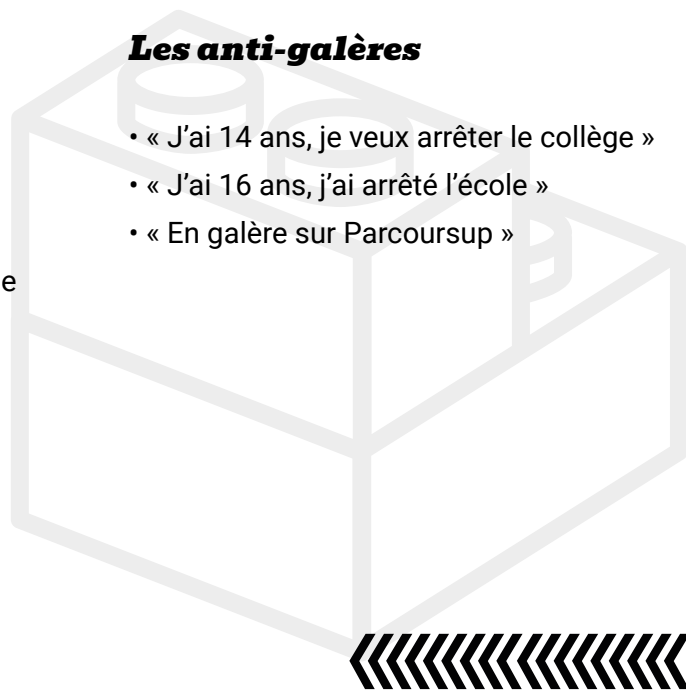 Les anti-galères
• « J’ai 14 ans, je veux arrêter le collège »
• « J’ai 16 ans, j’ai arrêté l’école »
• « En galère sur Parcoursup »
e